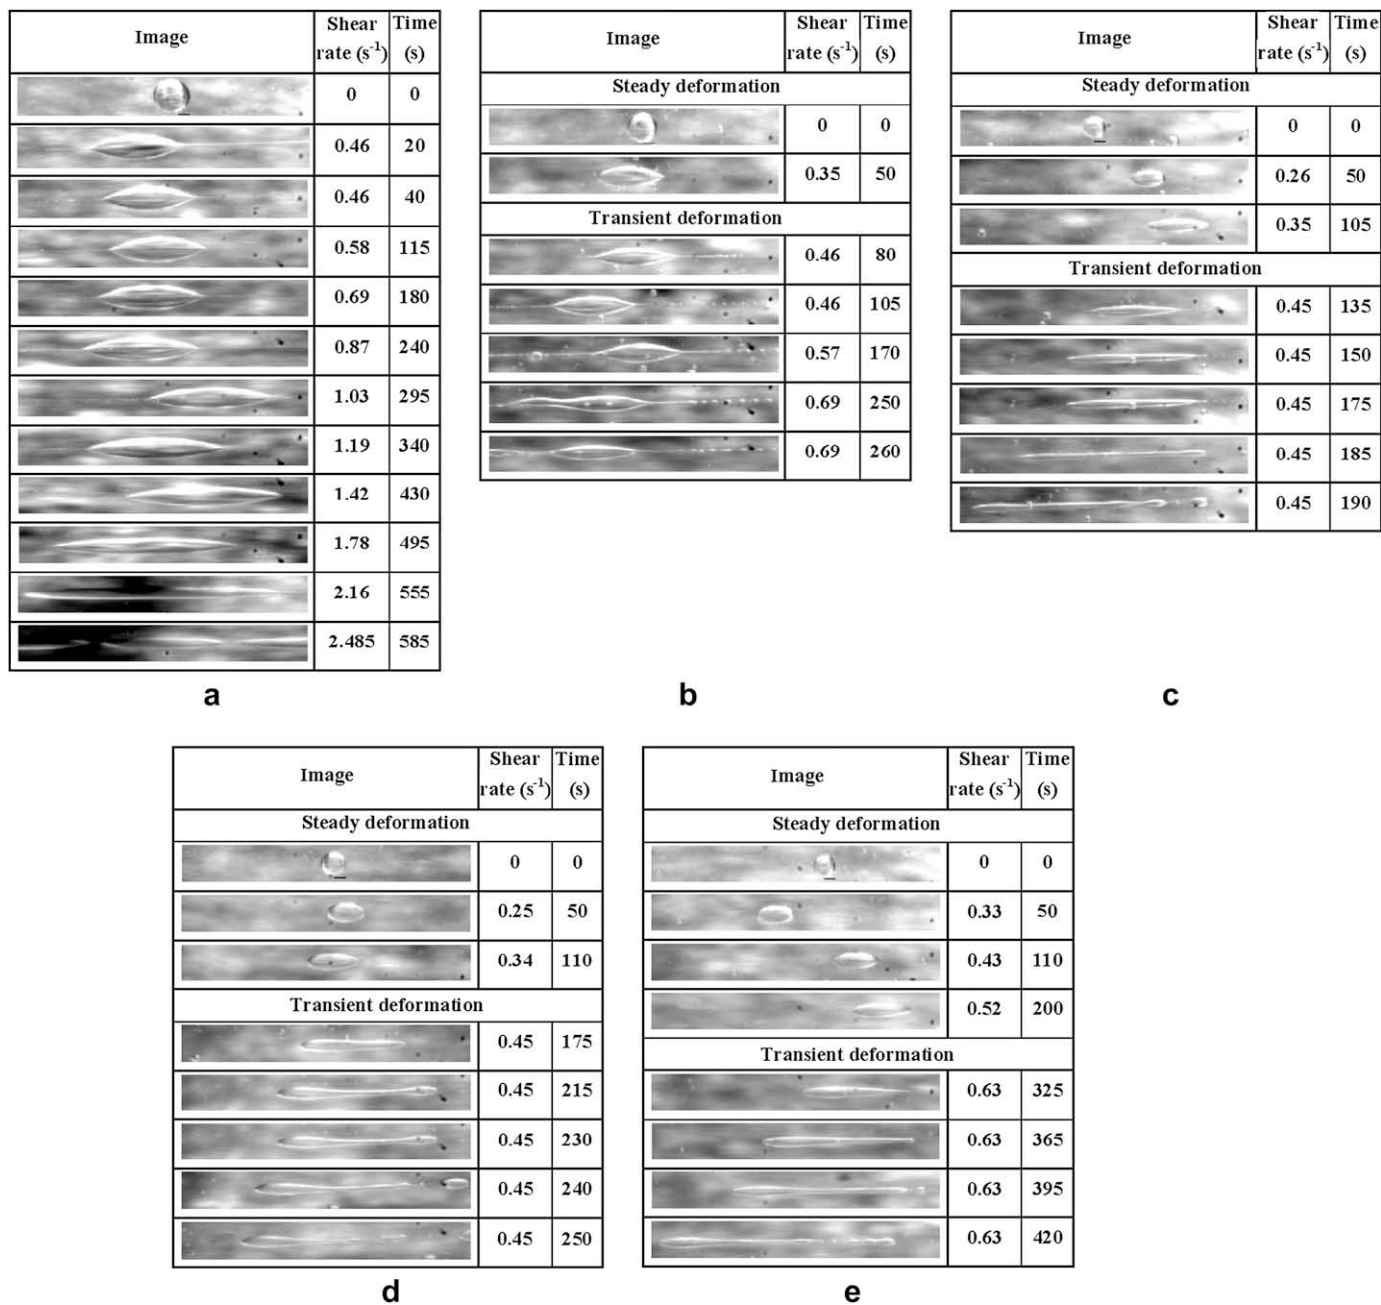 Image Shear rate (s⁻¹) Time (s)
0 0
0.46 20
0.46 40
0.58 115
0.69 180
0.87 240
1.03 295
1.19 340
1.42 430
1.78 495
2.16 555
2.485 585
a
Image Shear rate (s⁻¹) Time (s)
Steady deformation
0 0
0.35 50
Transient deformation
0.46 80
0.46 105
0.57 170
0.69 250
0.69 260
b
Image Shear rate (s⁻¹) Time (s)
Steady deformation
0 0
0.26 50
0.35 105
Transient deformation
0.45 135
0.45 150
0.45 175
0.45 185
0.45 190
c
Image Shear rate (s⁻¹) Time (s)
Steady deformation
0 0
0.25 50
0.34 110
Transient deformation
0.45 175
0.45 215
0.45 230
0.45 240
0.45 250
d
Image Shear rate (s⁻¹) Time (s)
Steady deformation
0 0
0.33 50
0.43 110
0.52 200
Transient deformation
0.63 325
0.63 365
0.63 395
0.63 420
e